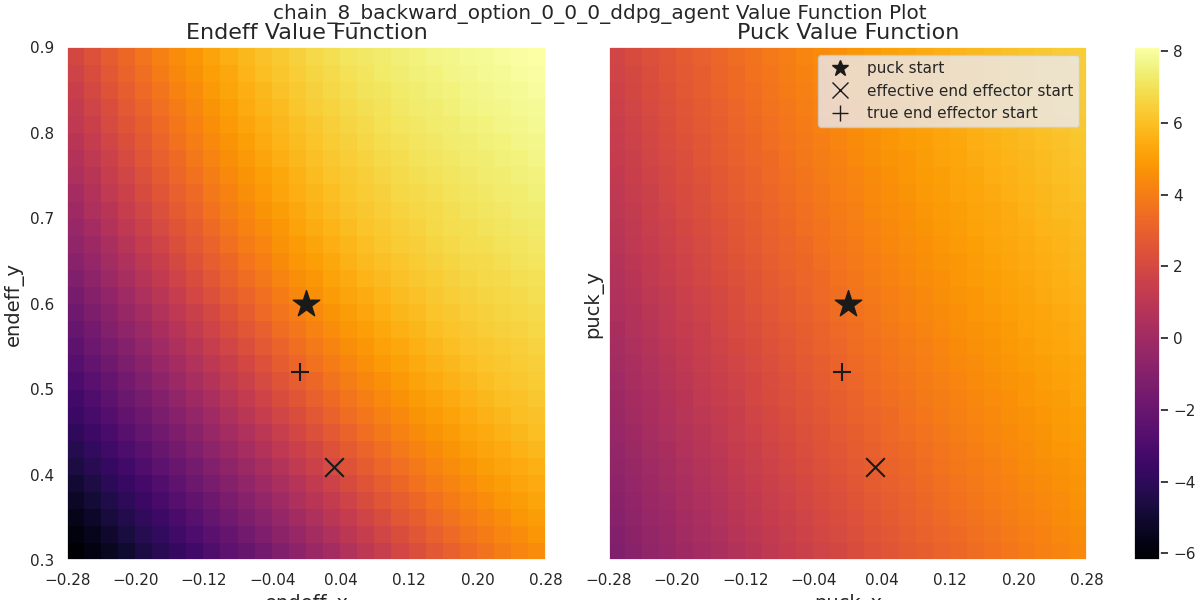 chain_8_backward_option_0_0_0_ddpg_agent Value Function Plot
Endeff Value Function
Puck Value Function
puck start
effective end effector start
true end effector start
0.9
0.8
0.7
0.6
0.5
0.4
0.3
endeff_y
−0.28 −0.20 −0.12 −0.04 0.04 0.12 0.20 0.28
endeff_x
puck_y
−0.28 −0.20 −0.12 −0.04 0.04 0.12 0.20 0.28
puck_x
8
6
4
2
0
−2
−4
−6